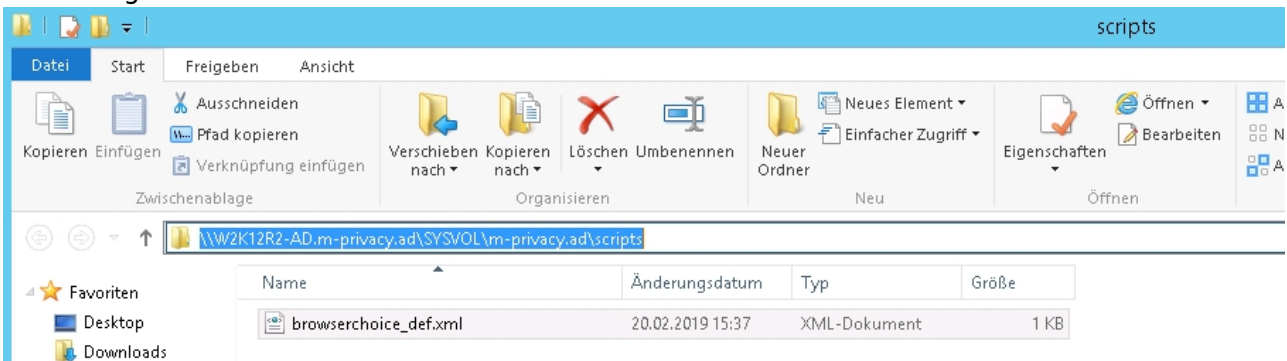 scripts
Datei Start Freigeben Ansicht
Kopieren
Einfügen
Ausschneiden
Pfad kopieren
Verknüpfung einfügen
Zwischenablage
Verschieben nach
Kopieren nach
Löschen
Umbenennen
Organisieren
Neuer Ordner
Neues Element
Einfacher Zugriff
Neu
Eigenschaften
Öffnen
Bearbeiten
Öffnen
\\W2K12R2-AD.m-privacy.ad\SYSVOL\m-privacy.ad\scripts
Favoriten
Desktop
Downloads
Name Änderungsdatum Typ Größe
browserchoice_def.xml 20.02.2019 15:37 XML-Dokument 1 KB